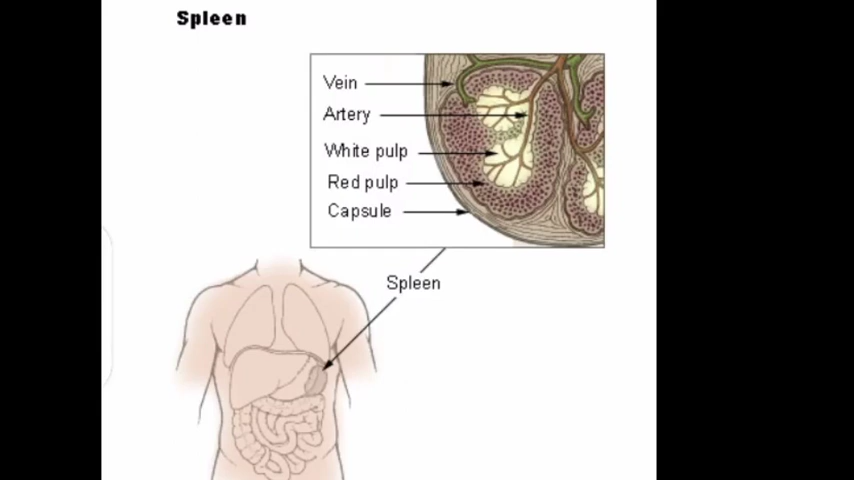 Spleen
Vein
Artery
White pulp
Red pulp
Capsule
Spleen